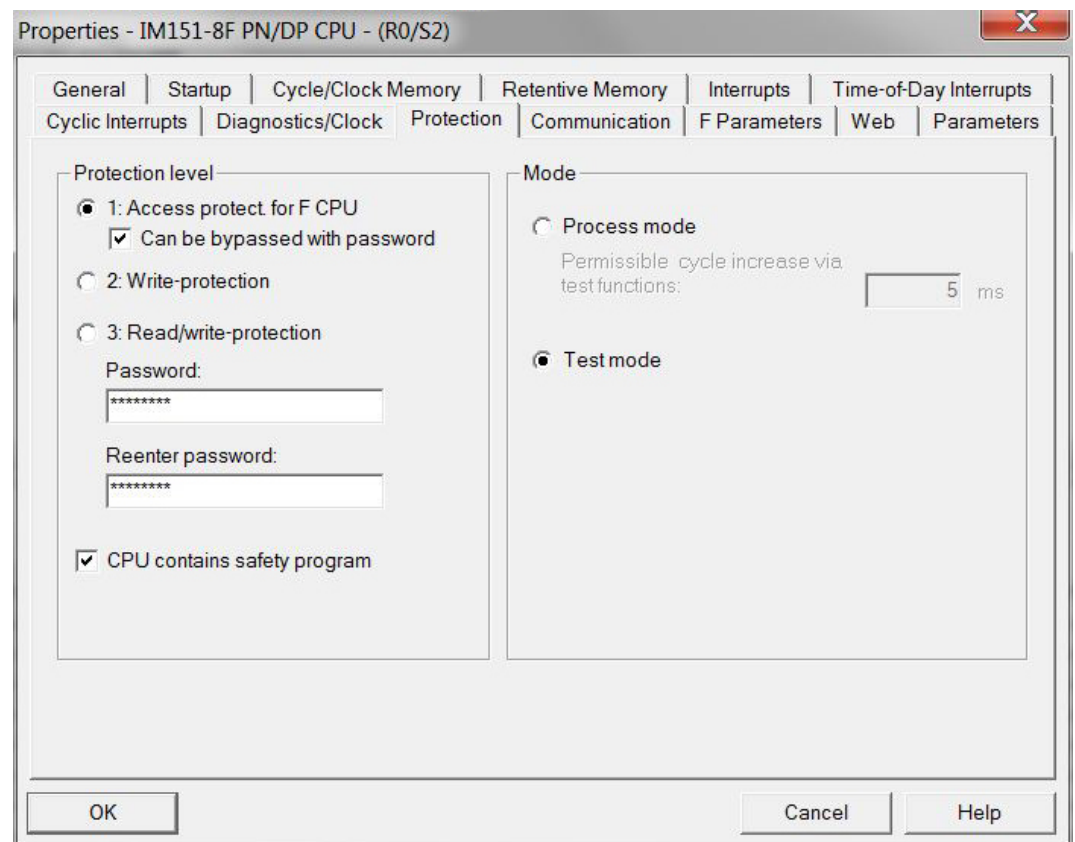 Properties - IM151-8F PN/DP CPU - (R0/S2)
X
General Startup Cycle/Clock Memory Retentive Memory Interrupts Time-of-Day Interrupts
Cyclic Interrupts Diagnostics/Clock Protection Communication F Parameters Web Parameters
Protection level
1: Access protect. for F CPU
Can be bypassed with password
2: Write-protection
3: Read/write-protection
Password:
********
Reenter password:
********
CPU contains safety program
Mode
Process mode
Permissible cycle increase via
test functions:
5 ms
Test mode
OK Cancel Help